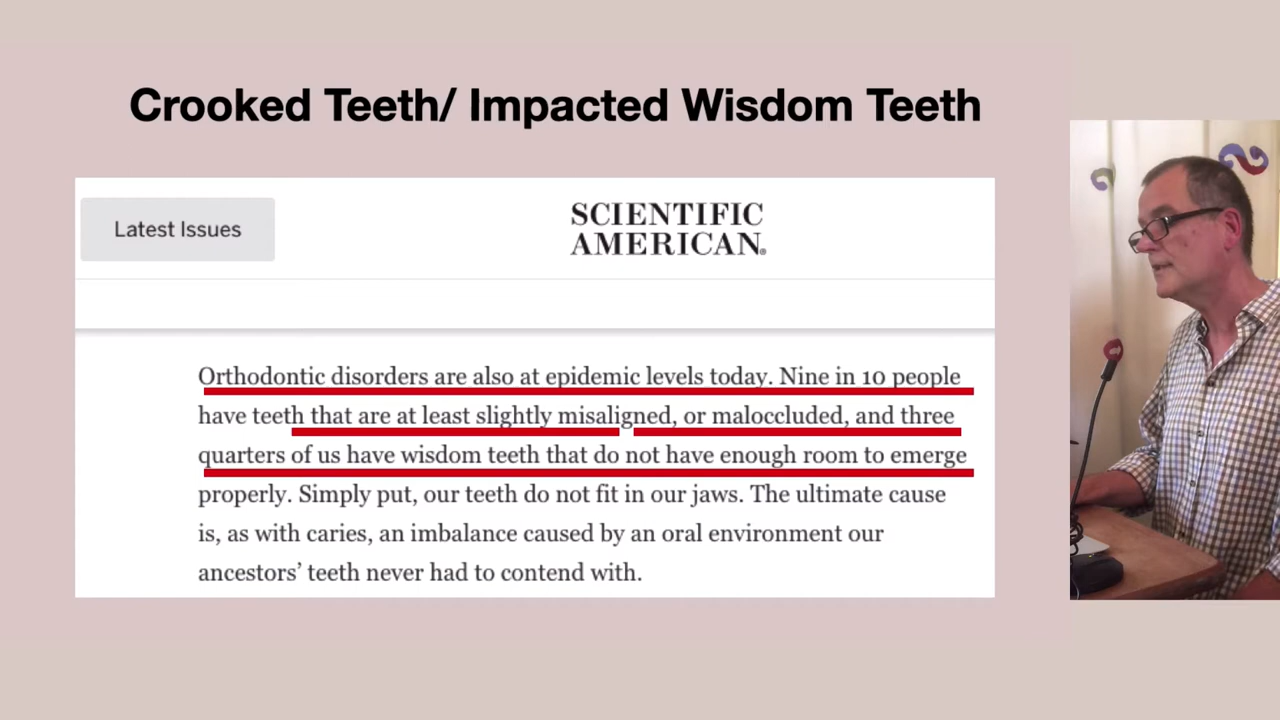 Crooked Teeth/ Impacted Wisdom Teeth
Latest Issues
SCIENTIFIC
AMERICAN®
Orthodontic disorders are also at epidemic levels today. Nine in 10 people
have teeth that are at least slightly misaligned, or maloccluded, and three
quarters of us have wisdom teeth that do not have enough room to emerge
properly. Simply put, our teeth do not fit in our jaws. The ultimate cause
is, as with caries, an imbalance caused by an oral environment our
ancestors’ teeth never had to contend with.